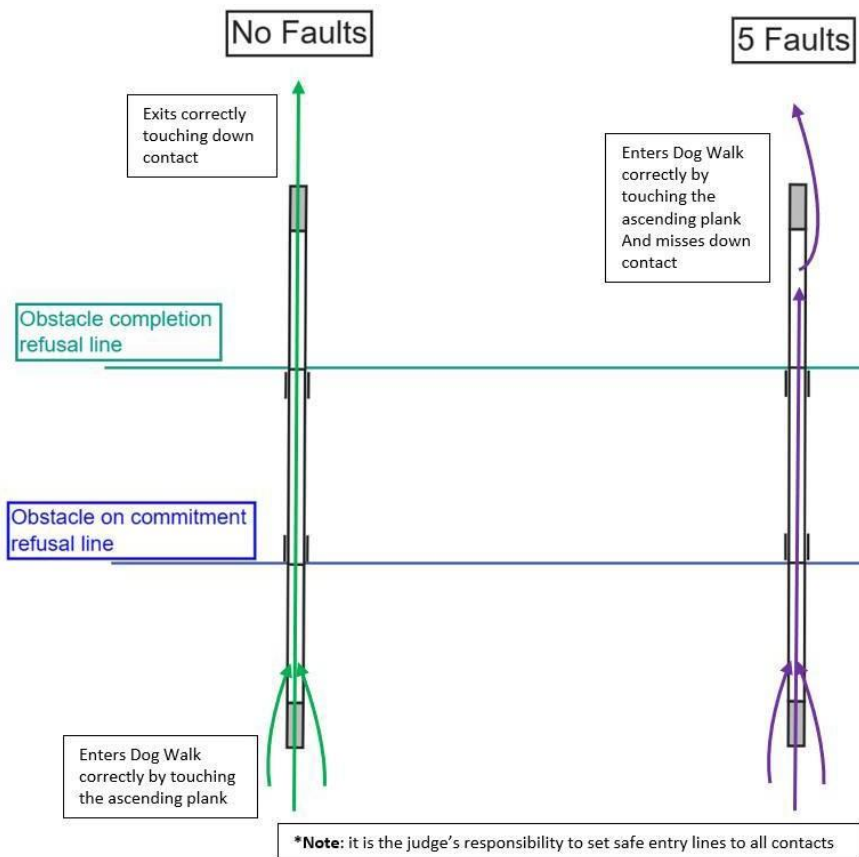 No Faults
5 Faults
Exits correctly
touching down
contact
Enters Dog Walk
correctly by
touching the
ascending plank
And misses down
contact
Obstacle completion
refusal line
Obstacle on commitment
refusal line
Enters Dog Walk
correctly by touching
the ascending plank
*Note: it is the judge's responsibility to set safe entry lines to all contacts